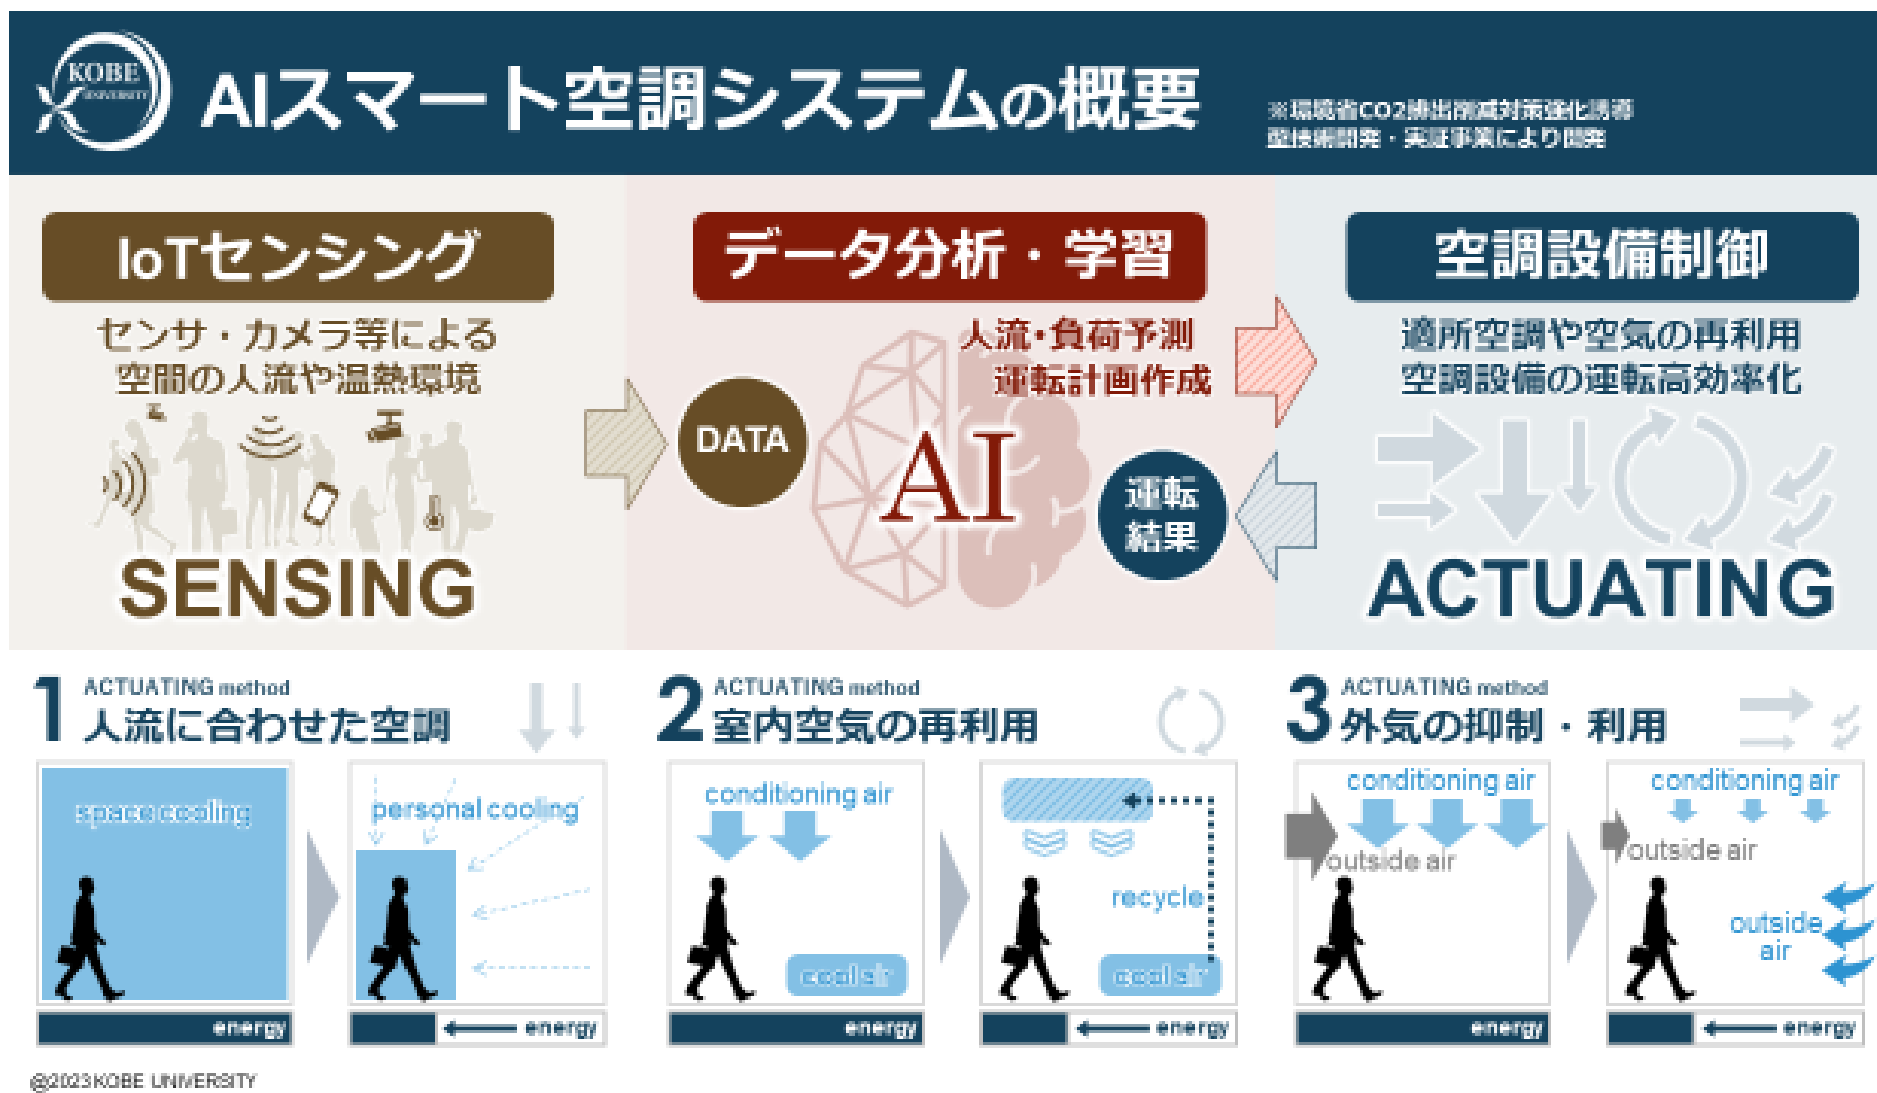 KOBE
UNIVERSITY
AIスマート空調システムの概要
※環境省CO2排出削減対策強化誘導
型技術開発・実証事業により開発
IoTセンシング
センサ・カメラ等による
空間の人流や温熱環境
SENSING
データ分析・学習
人流・負荷予測
運転計画作成
DATA
AI
運転
結果
空調設備制御
適所空調や空気の再利用
空調設備の運転高効率化
ACTUATING
1 ACTUATING method
人流に合わせた空調
space cooling
energy
personal cooling
energy
2 ACTUATING method
室内空気の再利用
conditioning air
cool air
energy
recycle
cool air
energy
3 ACTUATING method
外気の抑制・利用
conditioning air
outside air
energy
conditioning air
outside air
outside
air
energy
@2023 KOBE UNIVERSITY